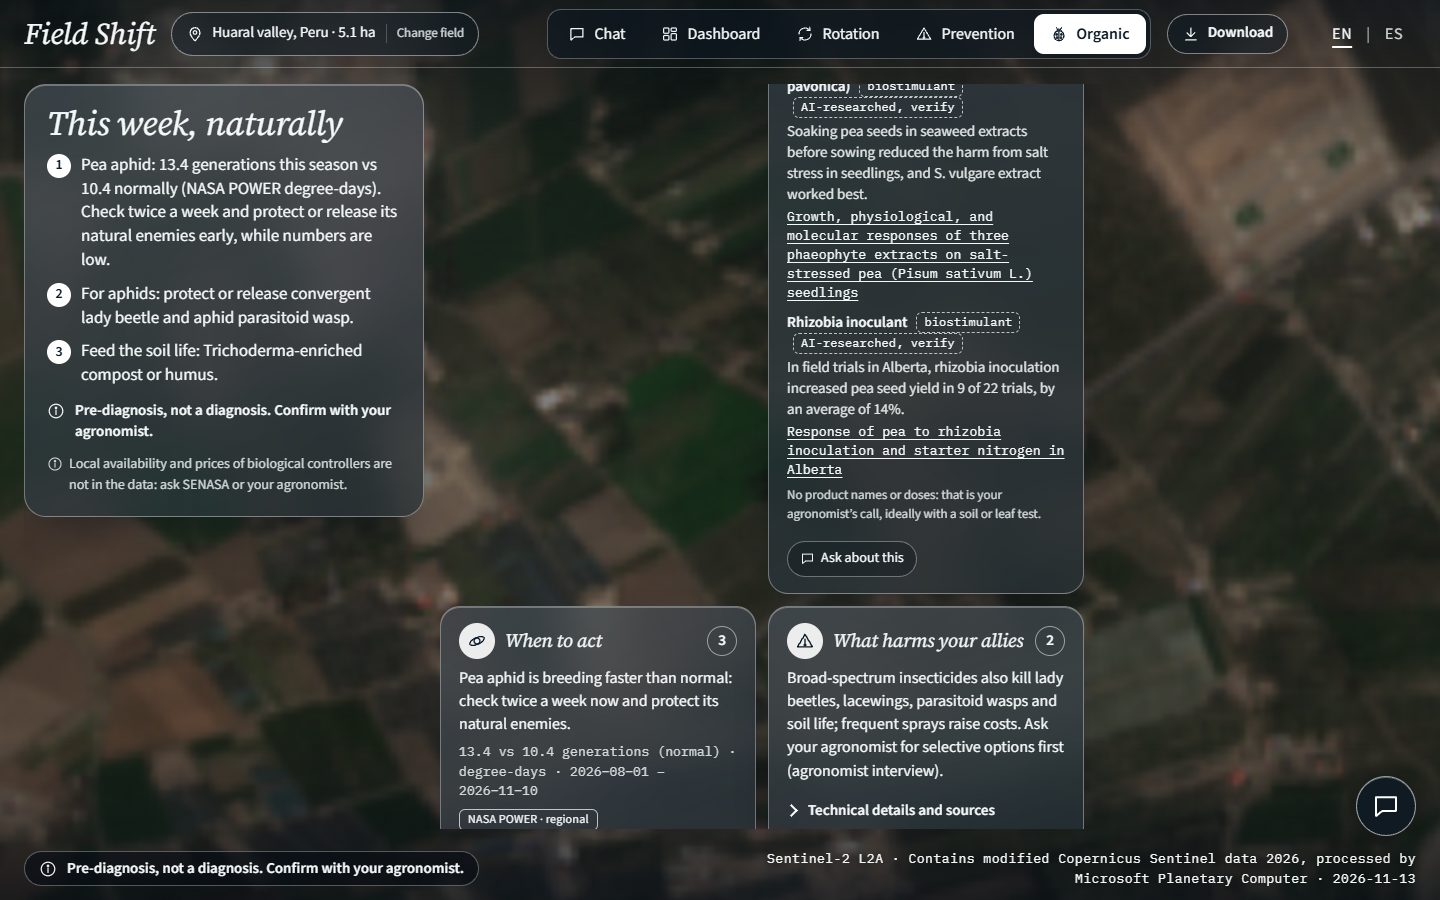 Field Shift
Huaral valley, Peru · 5.1 ha
Change field
Chat
Dashboard
Rotation
Prevention
Organic
Download
EN | ES
This week, naturally
1
Pea aphid: 13.4 generations this season vs
10.4 normally (NASA POWER degree-days).
Check twice a week and protect or release its
natural enemies early, while numbers are
low.
2
For aphids: protect or release convergent
lady beetle and aphid parasitoid wasp.
3
Feed the soil life: Trichoderma-enriched
compost or humus.
Pre-diagnosis, not a diagnosis. Confirm with your
agronomist.
Local availability and prices of biological controllers are
not in the data: ask SENASA or your agronomist.
pavonica) biostimulant
AI-researched, verify
Soaking pea seeds in seaweed extracts
before sowing reduced the harm from salt
stress in seedlings, and S. vulgare extract
worked best.
Growth, physiological, and
molecular responses of three
phaeophyte extracts on salt-
stressed pea (Pisum sativum L.)
seedlings
Rhizobia inoculant biostimulant
AI-researched, verify
In field trials in Alberta, rhizobia inoculation
increased pea seed yield in 9 of 22 trials, by
an average of 14%.
Response of pea to rhizobia
inoculation and starter nitrogen in
Alberta
No product names or doses: that is your
agronomist's call, ideally with a soil or leaf test.
Ask about this
When to act
3
Pea aphid is breeding faster than normal:
check twice a week now and protect its
natural enemies.
13.4 vs 10.4 generations (normal) ·
degree-days · 2026-08-01 –
2026-11-10
NASA POWER · regional
What harms your allies
2
Broad-spectrum insecticides also kill lady
beetles, lacewings, parasitoid wasps and
soil life; frequent sprays raise costs. Ask
your agronomist for selective options first
(agronomist interview).
Technical details and sources
Pre-diagnosis, not a diagnosis. Confirm with your agronomist.
Sentinel-2 L2A · Contains modified Copernicus Sentinel data 2026, processed by
Microsoft Planetary Computer · 2026-11-13